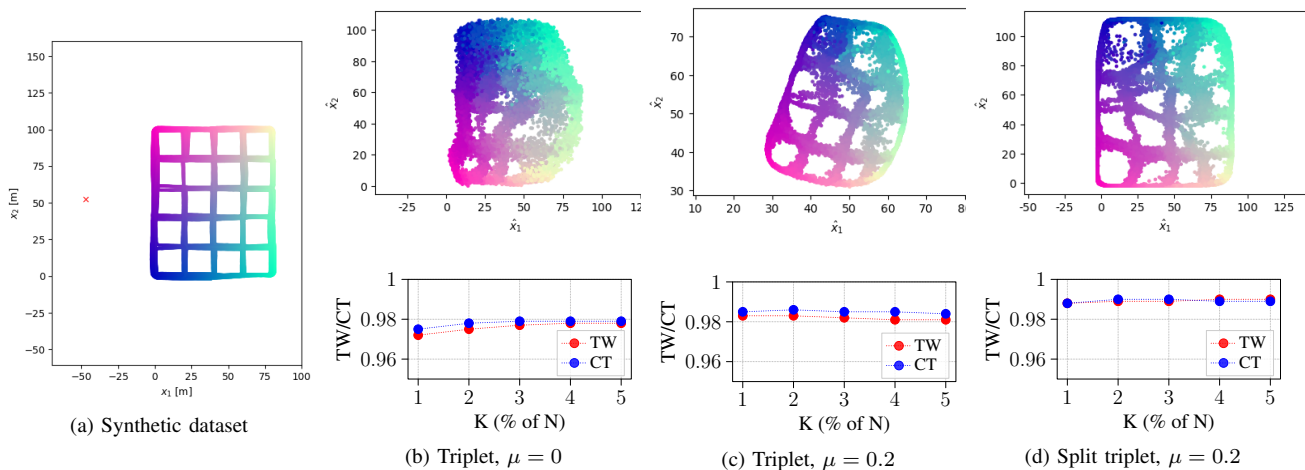 150
125
100
75
50
25
0
−25
−50
x₂ [m]
−50 −25 0 25 50 75 100
x₁ [m]
(a) Synthetic dataset
100
80
60
40
20
0
x̂₂
−25 0 25 50 75 100 12
x̂₁
1
0.98
0.96
TW/CT
TW
CT
1 2 3 4 5
K (% of N)
(b) Triplet, μ = 0
70
60
50
40
30
x̂₂
10 20 30 40 50 60 70 80
x̂₁
1
0.98
0.96
TW/CT
TW
CT
1 2 3 4 5
K (% of N)
(c) Triplet, μ = 0.2
100
80
60
40
20
0
x̂₂
−50 −25 0 25 50 75 100 125
x̂₁
1
0.98
0.96
TW/CT
TW
CT
1 2 3 4 5
K (% of N)
(d) Split triplet, μ = 0.2